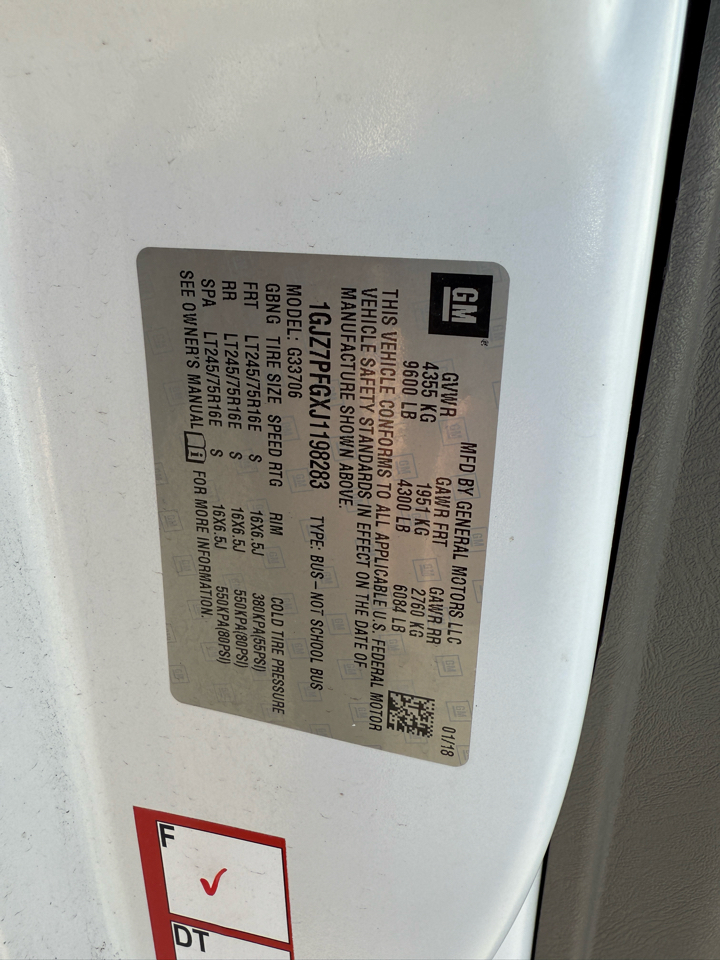 GM®
MFD BY GENERAL MOTORS LLC 01/18
GVWR GAWR FRT GAWR RR
4355 KG 1951 KG 2760 KG
9600 LB 4300 LB 6084 LB
THIS VEHICLE CONFORMS TO ALL APPLICABLE U.S. FEDERAL MOTOR
VEHICLE SAFETY STANDARDS IN EFFECT ON THE DATE OF
MANUFACTURE SHOWN ABOVE.
1GJZ7PFGXJ1198283 TYPE: BUS–NOT SCHOOL BUS
MODEL: G33706
GBNG TIRE SIZE SPEED RTG RIM COLD TIRE PRESSURE
FRT LT245/75R16E S 16X6.5J 380KPA(55PSI)
RR LT245/75R16E S 16X6.5J 550KPA(80PSI)
SPA LT245/75R16E S 16X6.5J 550KPA(80PSI)
SEE OWNER'S MANUAL FOR MORE INFORMATION.
F
DT